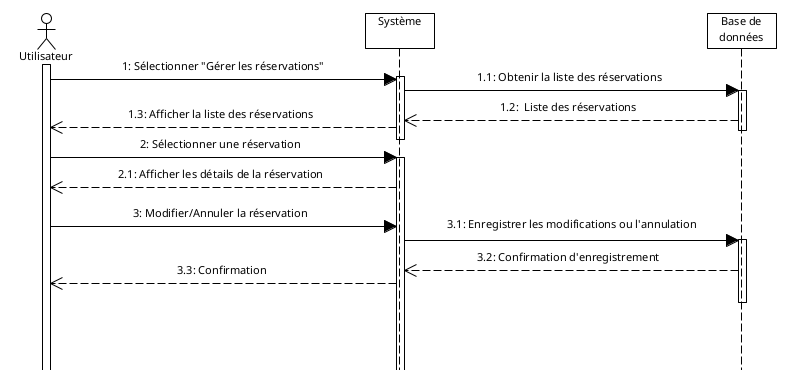 Système
Base de
données
Utilisateur
1: Sélectionner "Gérer les réservations"
1.1: Obtenir la liste des réservations
1.2: Liste des réservations
1.3: Afficher la liste des réservations
2: Sélectionner une réservation
2.1: Afficher les détails de la réservation
3: Modifier/Annuler la réservation
3.1: Enregistrer les modifications ou l'annulation
3.2: Confirmation d'enregistrement
3.3: Confirmation